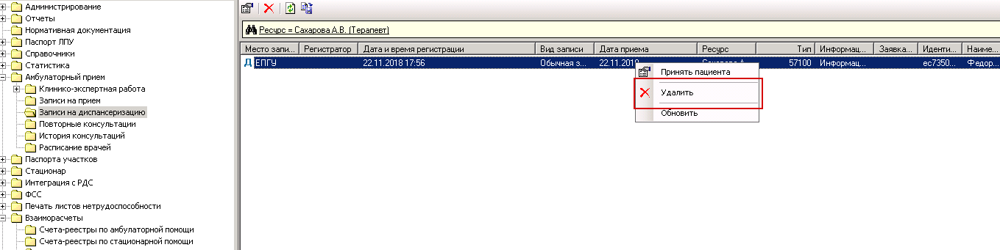 Администрирование
Отчеты
Нормативная документация
Паспорт ЛПУ
Справочники
Статистика
Амбулаторный прием
Клинико-экспертная работа
Записи на прием
Записи на диспансеризацию
Повторные консультации
История консультаций
Расписание врачей
Паспорта участков
Стационар
Интеграция с РДС
ФСС
Печать листов нетрудоспособности
Взаиморасчеты
Счета-реестры по амбулаторной помощи
Счета-реестры по стационарной помощи
Ресурс = Сахарова А.В. (Терапевт)
Место запи... Регистратор Дата и время регистрации Вид записи Дата приема Ресурс Тип Информац... Заявка... Иденти... Наиме...
Д ЕПГУ 22.11.2018 17:56 Обычная з... 22.11.2018 57100 Информац... ec7350... Федор...
Принять пациента
Удалить
Обновить